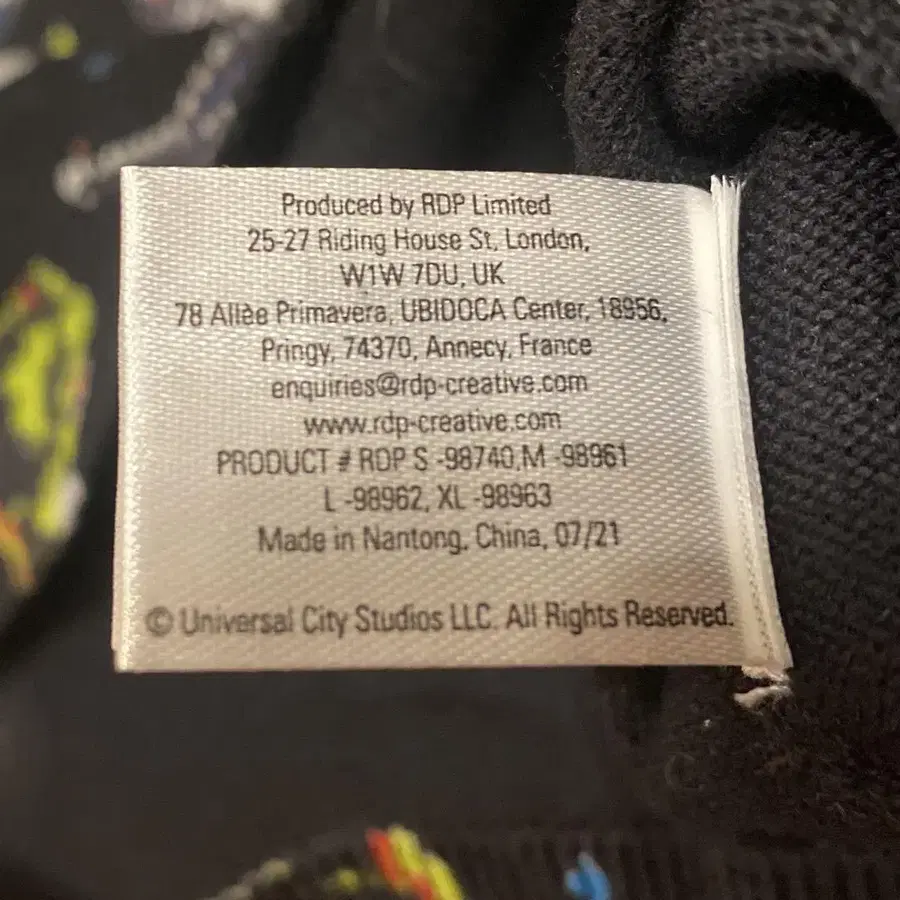 Produced by RDP Limited
25-27 Riding House St, London,
W1W 7DU, UK
78 Allèe Primavera, UBIDOCA Center, 18956,
Pringy, 74370, Annecy, France
enquiries@rdp-creative.com
www.rdp-creative.com
PRODUCT # RDP S -98740,M -98961
L -98962, XL -98963
Made in Nantong, China, 07/21
© Universal City Studios LLC. All Rights Reserved.